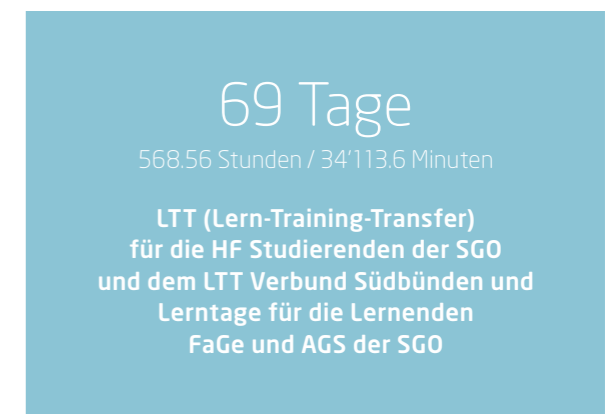 69 Tage
568.56 Stunden / 34'113.6 Minuten
LTT (Lern-Training-Transfer)
für die HF Studierenden der SGO
und dem LTT Verbund Südbünden und
Lerntage für die Lernenden
FaGe und AGS der SGO